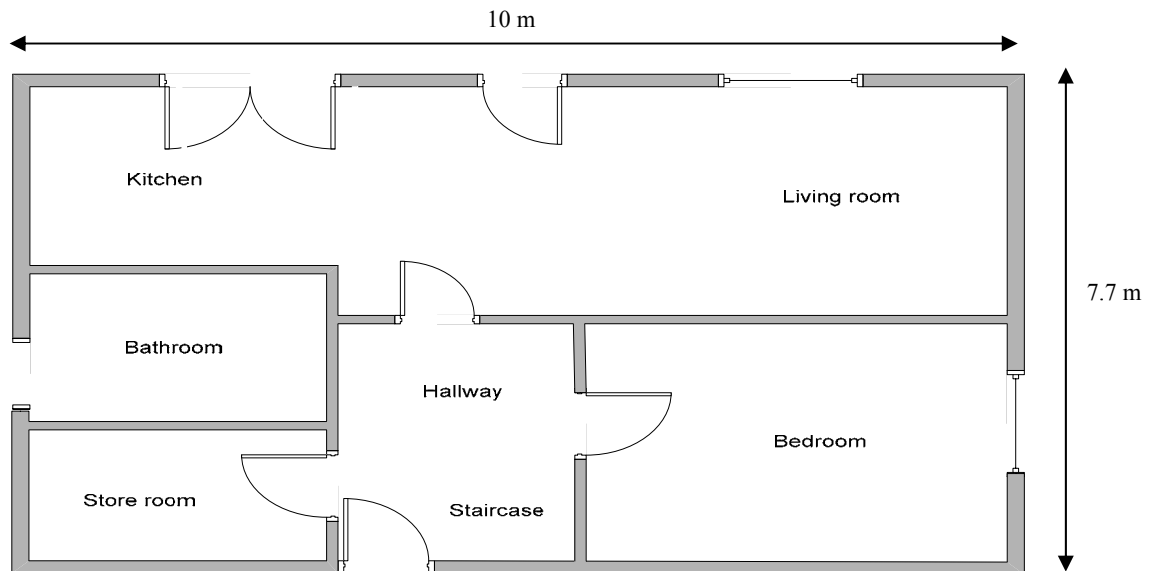 10 m
Kitchen
Living room
7.7 m
Bathroom
Hallway
Bedroom
Store room
Staircase